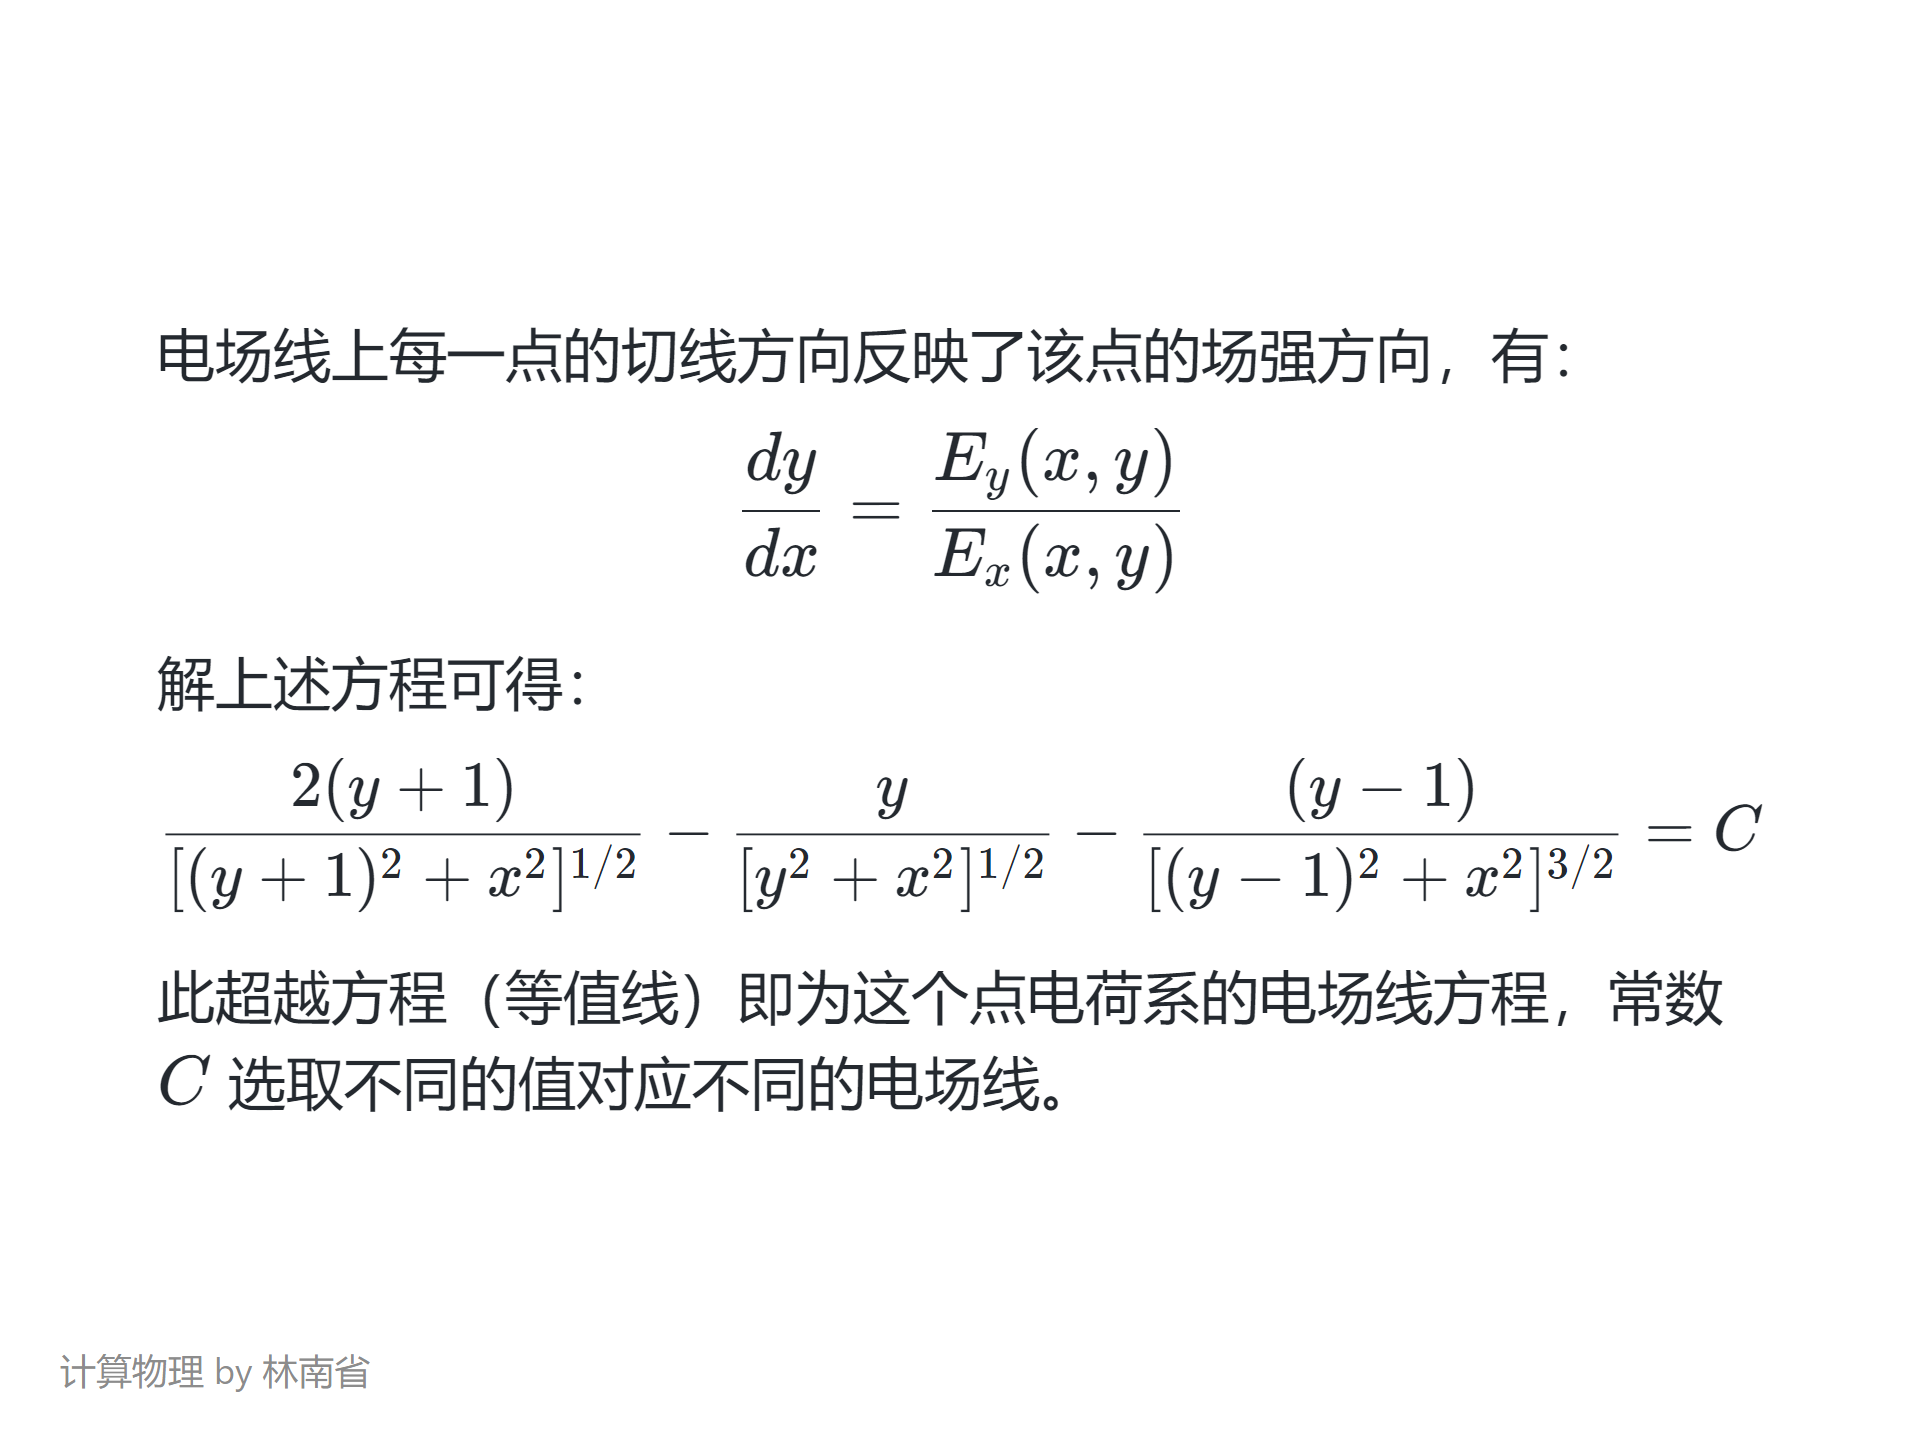 电场线上每一点的切线方向反映了该点的场强方向，有：
\frac{dy}{dx} = \frac{E_y(x, y)}{E_x(x, y)}
解上述方程可得：
\frac{2(y + 1)}{[(y + 1)^2 + x^2]^{1/2}} - \frac{y}{[y^2 + x^2]^{1/2}} - \frac{(y - 1)}{[(y - 1)^2 + x^2]^{3/2}} = C
此超越方程（等值线）即为这个点电荷系的电场线方程，常数
C 选取不同的值对应不同的电场线。
计算物理 by 林南省